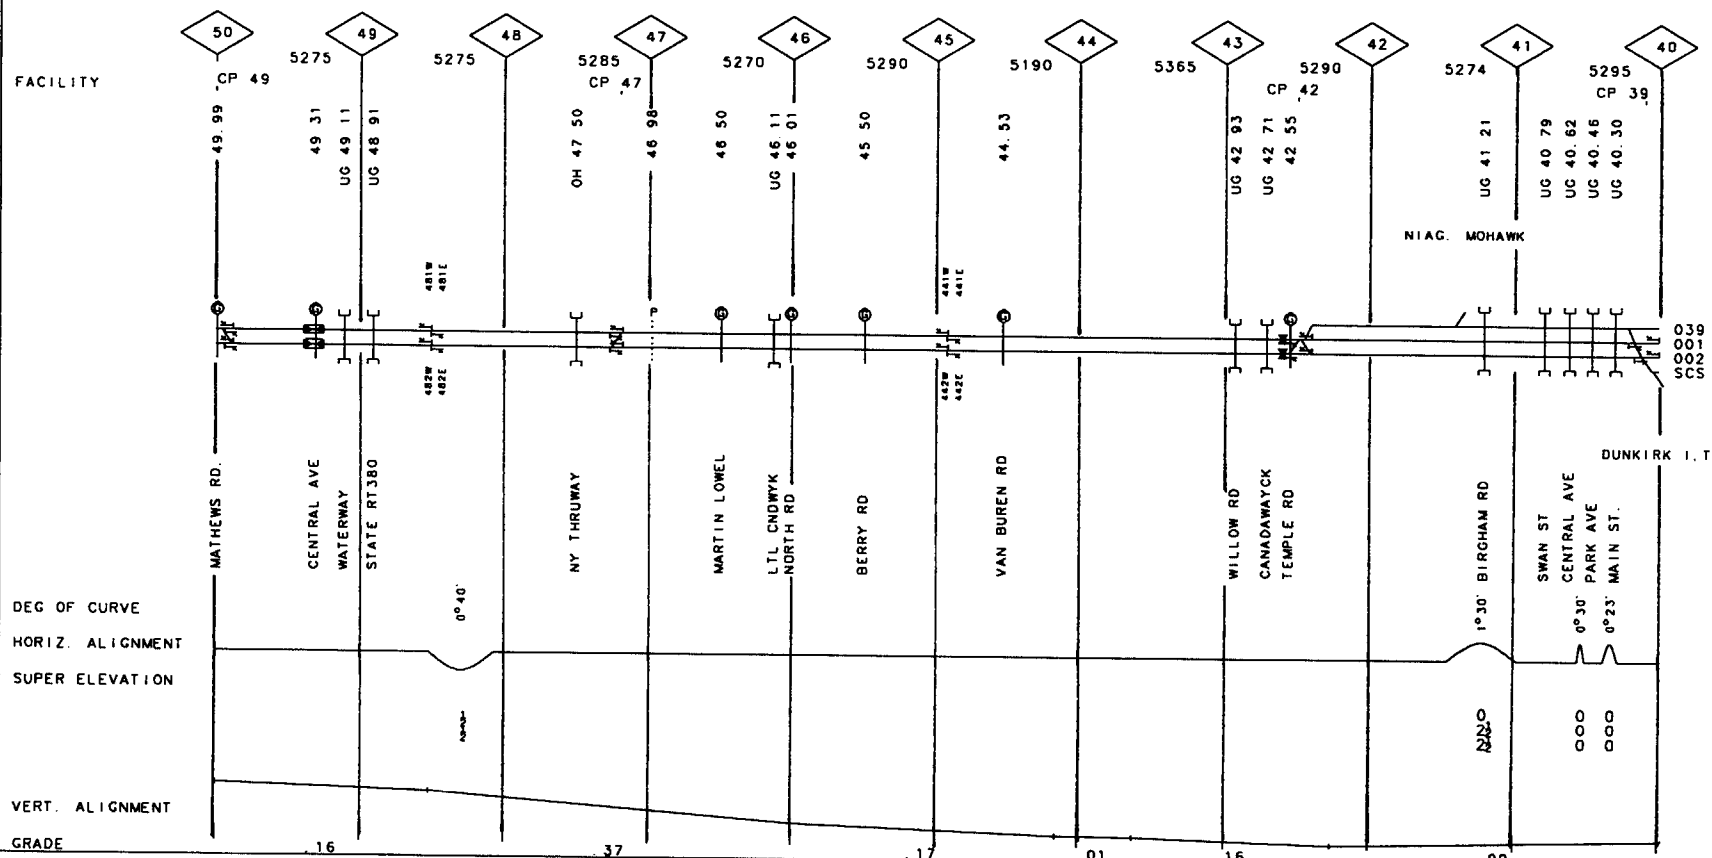 50 49 48 47 46 45 44 43 42 41 40
5275 5275 5285 5270 5290 5190 5365 5290 5274 5295
FACILITY CP 49 CP 47 CP 42 CP 39
49.99
49 31
UG 49 11
UG 48 91
OH 47 50
46 98
46 50
UG 46.11
46 01
45 50
44.53
UG 42 93
UG 42 71
42 55
UG 41 21
UG 40 79
UG 40.62
UG 40.46
UG 40.30
NIAG. MOHAWK
481W
481E
441W
441E
G G P G G G G G
039
001
002
SCS
482W
482E
442W
442E
DUNKIRK I.T
MATHEWS RD.
CENTRAL AVE
WATERWAY
STATE RT380
NY THRUWAY
MARTIN LOWEL
LTL CNDWYK
NORTH RD
BERRY RD
VAN BUREN RD
WILLOW RD
CANADAWAYCK
TEMPLE RD
BIRGHAM RD
SWAN ST
CENTRAL AVE
PARK AVE
MAIN ST.
DEG OF CURVE
0°40'
1°30'
0°30'
0°23'
HORIZ. ALIGNMENT
SUPER ELEVATION
0 0 0
0 0
0 0
VERT. ALIGNMENT
GRADE
.16 .37 .17 .01 .16